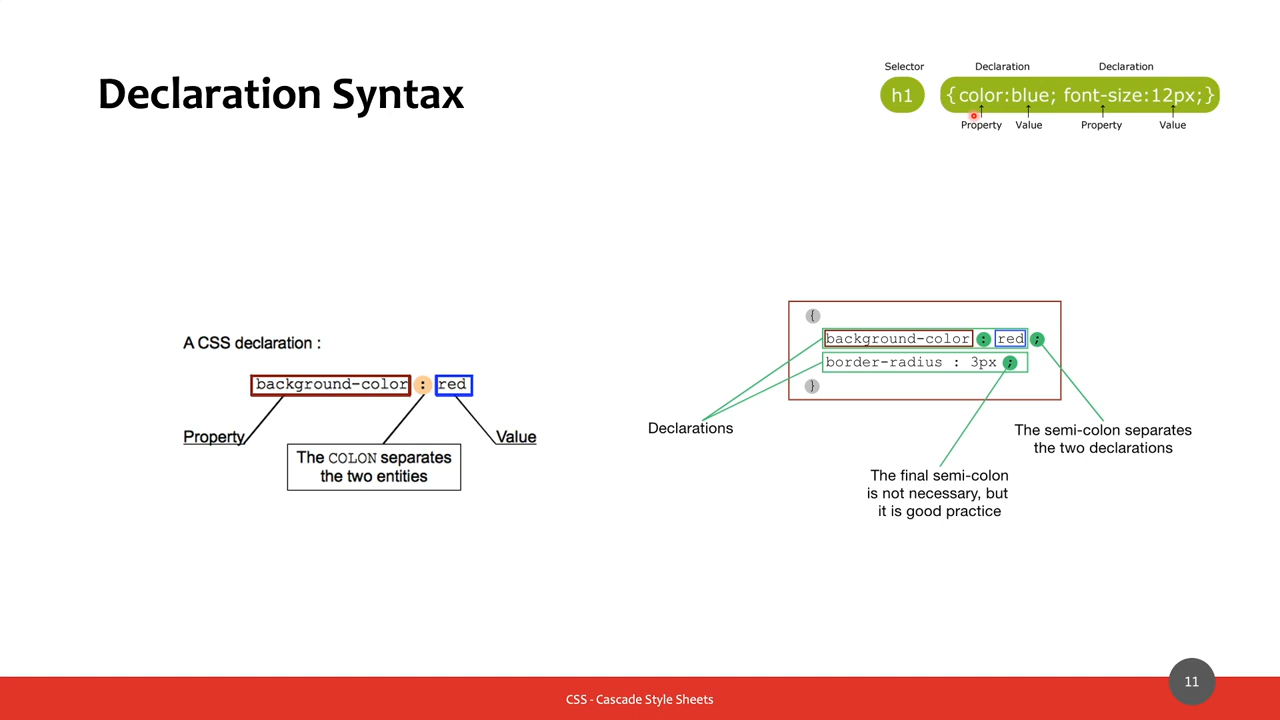 Declaration Syntax
Selector Declaration Declaration
h1 {color:blue; font-size:12px;}
Property Value Property Value
A CSS declaration :
background-color : red
Property
Value
The COLON separates
the two entities
{
background-color : red ;
border-radius : 3px ;
}
Declarations
The semi-colon separates
the two declarations
The final semi-colon
is not necessary, but
it is good practice
11
CSS - Cascade Style Sheets